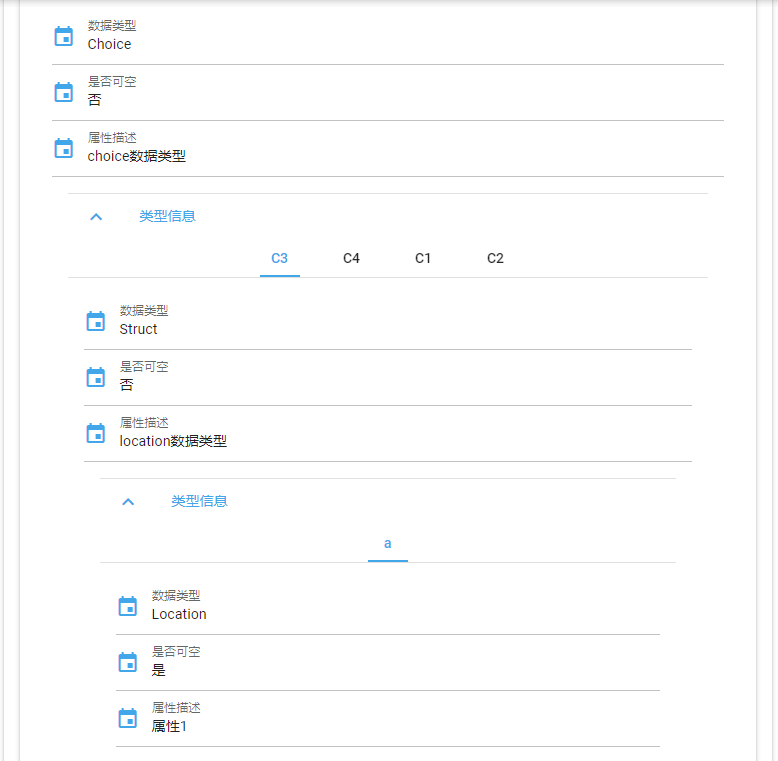 数据类型
Choice
是否可空
否
属性描述
choice数据类型
类型信息
C3 C4 C1 C2
数据类型
Struct
是否可空
否
属性描述
location数据类型
类型信息
a
数据类型
Location
是否可空
是
属性描述
属性1